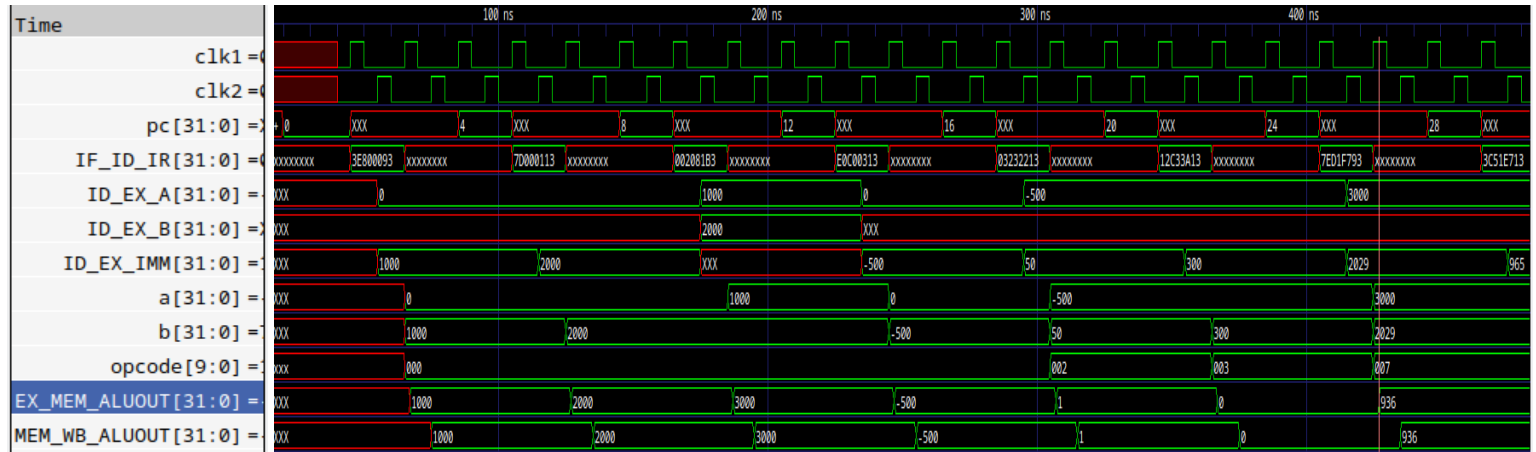 Time 100 ns 200 ns 300 ns 400 ns
clk1 =0
clk2 =0
pc[31:0] =X + 0 XXX 4 XXX 8 XXX 12 XXX 16 XXX 20 XXX 24 XXX 28 XXX
IF_ID_IR[31:0] =0 xxxxxxxx 3E800093 xxxxxxxx 7D000113 xxxxxxxx 002081B3 xxxxxxxx E0C00313 xxxxxxxx 03232213 xxxxxxxx 12C33A13 xxxxxxxx 7ED1F793 xxxxxxxx 3C51E713
ID_EX_A[31:0] =- XXX 0 1000 0 -500 3000
ID_EX_B[31:0] =X XXX 2000 XXX
ID_EX_IMM[31:0] =1 XXX 1000 2000 XXX -500 50 300 2029 965
a[31:0] =- XXX 0 1000 0 -500 3000
b[31:0] = XXX 1000 2000 -500 50 300 2029
opcode[9:0] =1 XXX 000 002 003 007
EX_MEM_ALUOUT[31:0] =- XXX 1000 2000 3000 -500 1 0 936
MEM_WB_ALUOUT[31:0] =- XXX 1000 2000 3000 -500 1 0 936